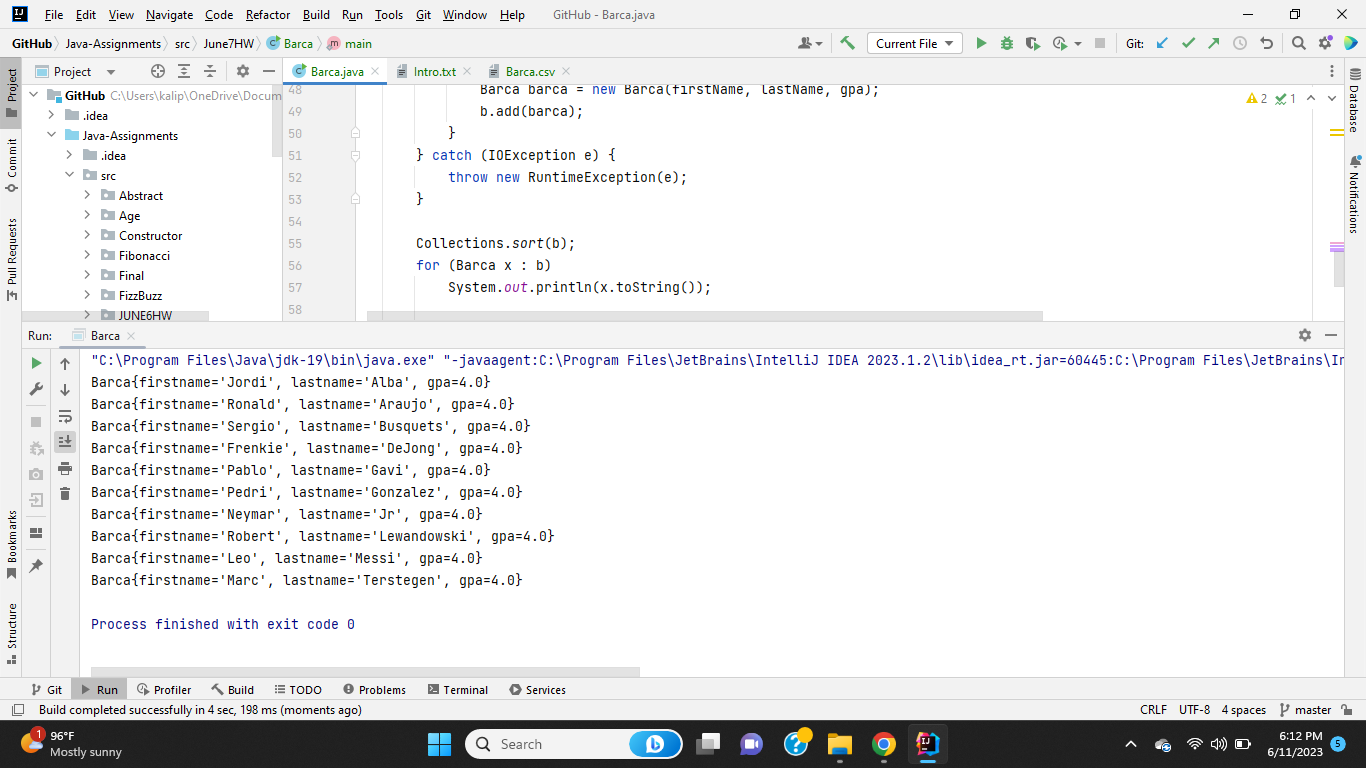 File Edit View Navigate Code Refactor Build Run Tools Git Window Help GitHub - Barca.java
GitHub Java-Assignments src June7HW Barca main Current File Git:
Project Barca.java Intro.txt Barca.csv
GitHub C:\Users\kalip\OneDrive\Docum
.idea
Java-Assignments
.idea
src
Abstract
Age
Constructor
Fibonacci
Final
FizzBuzz
JUNE6HW
48 Barca barca = new Barca(firstName, lastName, gpa);
49 b.add(barca);
50 }
51 } catch (IOException e) {
52 throw new RuntimeException(e);
53 }
54
55 Collections.sort(b);
56 for (Barca x : b)
57 System.out.println(x.toString());
58
2 1
Project
Commit
Pull Requests
Bookmarks
Structure
Database
Notifications
Run: Barca
"C:\Program Files\Java\jdk-19\bin\java.exe" "-javaagent:C:\Program Files\JetBrains\IntelliJ IDEA 2023.1.2\lib\idea_rt.jar=60445:C:\Program Files\JetBrains\In
Barca{firstname='Jordi', lastname='Alba', gpa=4.0}
Barca{firstname='Ronald', lastname='Araujo', gpa=4.0}
Barca{firstname='Sergio', lastname='Busquets', gpa=4.0}
Barca{firstname='Frenkie', lastname='DeJong', gpa=4.0}
Barca{firstname='Pablo', lastname='Gavi', gpa=4.0}
Barca{firstname='Pedri', lastname='Gonzalez', gpa=4.0}
Barca{firstname='Neymar', lastname='Jr', gpa=4.0}
Barca{firstname='Robert', lastname='Lewandowski', gpa=4.0}
Barca{firstname='Leo', lastname='Messi', gpa=4.0}
Barca{firstname='Marc', lastname='Terstegen', gpa=4.0}
Process finished with exit code 0
Git Run Profiler Build TODO Problems Terminal Services
Build completed successfully in 4 sec, 198 ms (moments ago) CRLF UTF-8 4 spaces master
1 96°F
Mostly sunny
Search
6:12 PM
6/11/2023 5